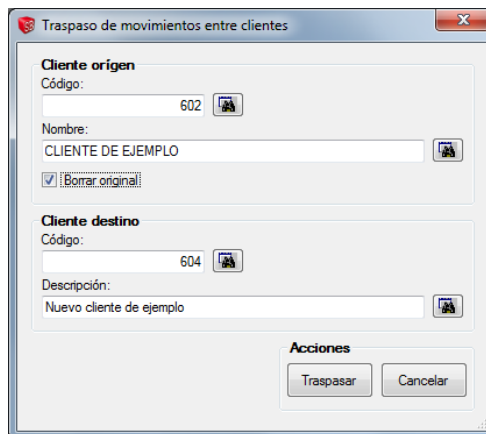 Traspaso de movimientos entre clientes
Cliente orígen
Código:
602
Nombre:
CLIENTE DE EJEMPLO
Borrar original
Cliente destino
Código:
604
Descripción:
Nuevo cliente de ejemplo
Acciones
Traspasar Cancelar